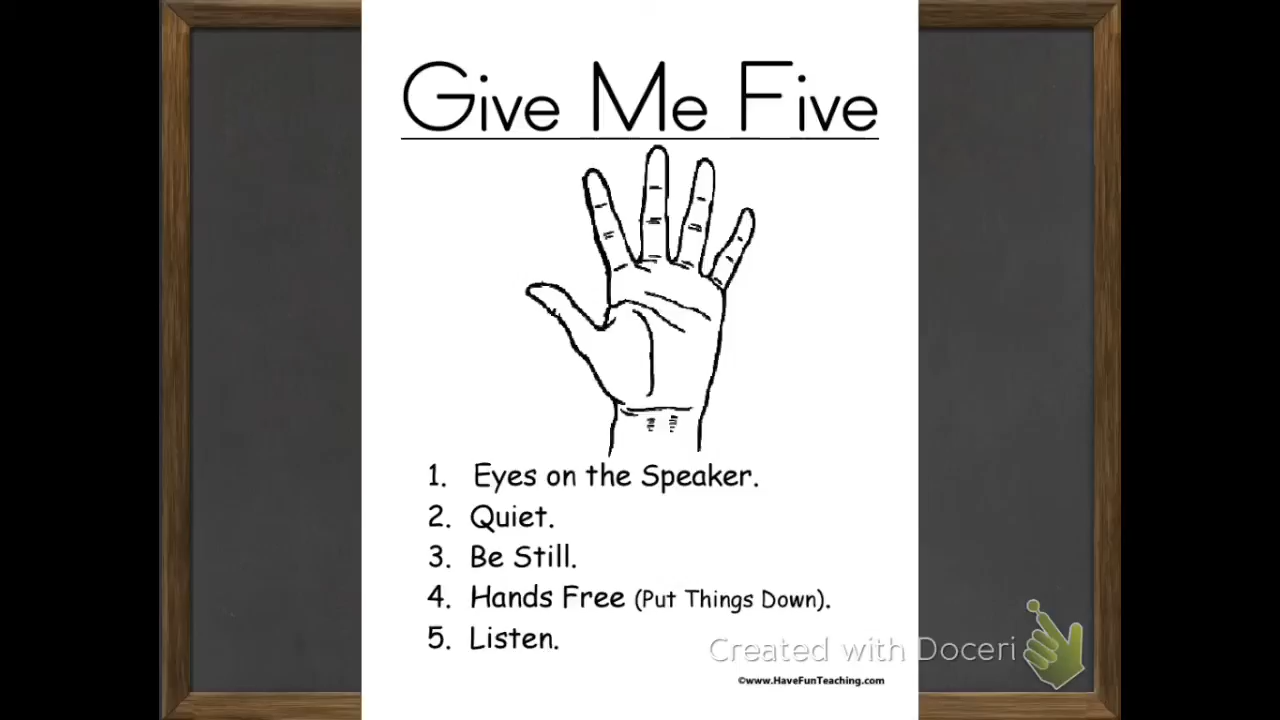 Give Me Five
1. Eyes on the Speaker.
2. Quiet.
3. Be Still.
4. Hands Free (Put Things Down).
5. Listen.
Created with Doceri
©www.HaveFunTeaching.com